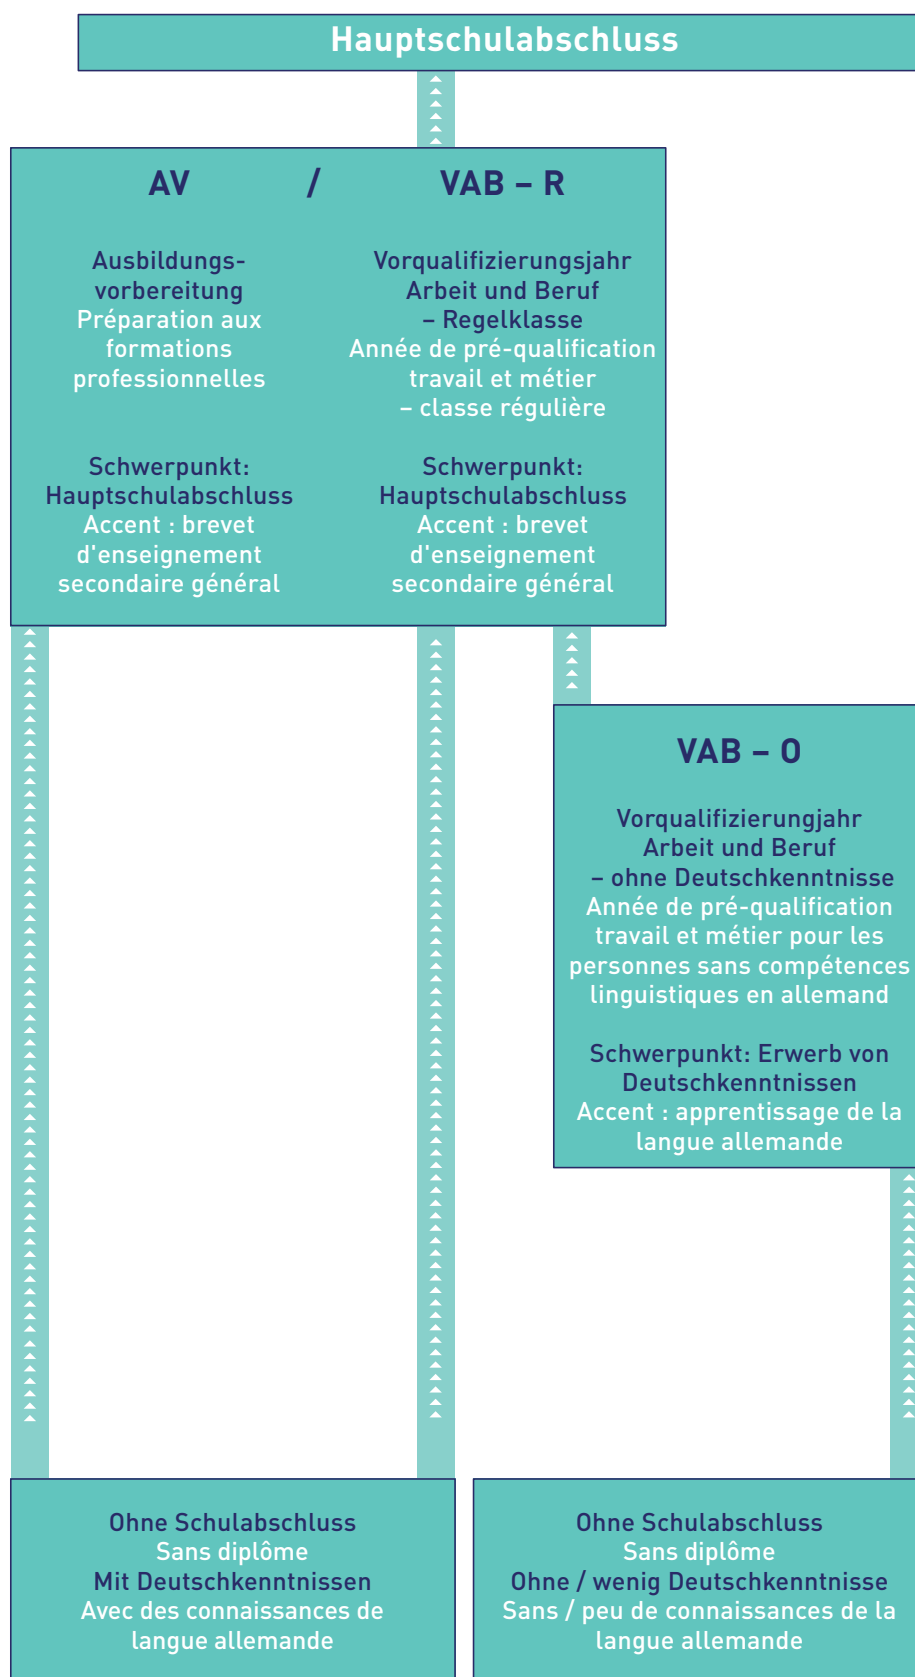 Hauptschulabschluss
AV / VAB – R
Ausbildungs-
vorbereitung
Préparation aux
formations
professionnelles
Schwerpunkt:
Hauptschulabschluss
Accent : brevet
d'enseignement
secondaire général
Vorqualifizierungsjahr
Arbeit und Beruf
– Regelklasse
Année de pré-qualification
travail et métier
– classe régulière
Schwerpunkt:
Hauptschulabschluss
Accent : brevet
d'enseignement
secondaire général
VAB – O
Vorqualifizierungjahr
Arbeit und Beruf
– ohne Deutschkenntnisse
Année de pré-qualification
travail et métier pour les
personnes sans compétences
linguistiques en allemand
Schwerpunkt: Erwerb von
Deutschkenntnissen
Accent : apprentissage de la
langue allemande
Ohne Schulabschluss
Sans diplôme
Mit Deutschkenntnissen
Avec des connaissances de
langue allemande
Ohne Schulabschluss
Sans diplôme
Ohne / wenig Deutschkenntnisse
Sans / peu de connaissances de la
langue allemande